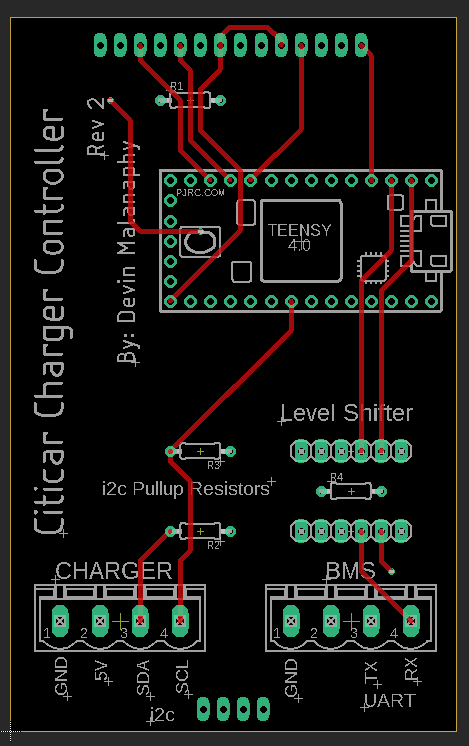 R1
Rev 2
PJRC.COM
TEENSY
4.0
Citicar Charger Controller
By: Devin Malanaphy
Level Shifter
R3
i2c Pullup Resistors
R4
R2
CHARGER
BMS
1 2 3 4
1 2 3 4
GND
5V
SDA
SCL
GND
TX
RX
UART
i2c